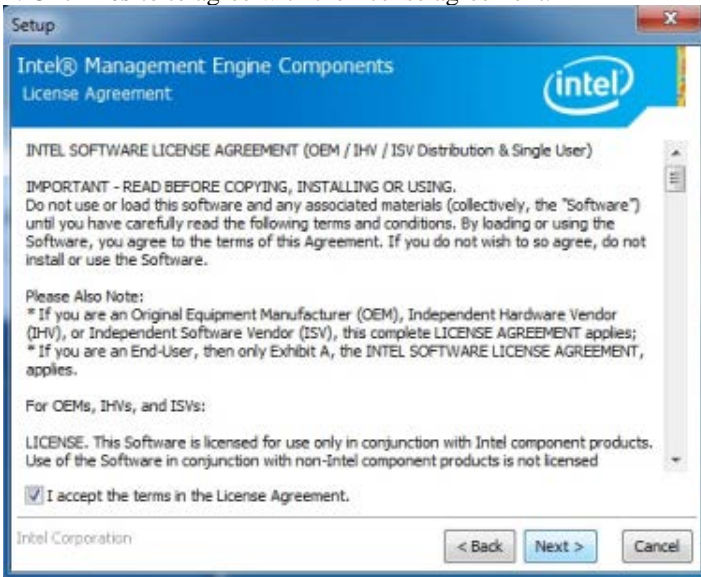 Setup
Intel® Management Engine Components
License Agreement
intel
INTEL SOFTWARE LICENSE AGREEMENT (OEM / IHV / ISV Distribution & Single User)
IMPORTANT - READ BEFORE COPYING, INSTALLING OR USING.
Do not use or load this software and any associated materials (collectively, the "Software")
until you have carefully read the following terms and conditions. By loading or using the
Software, you agree to the terms of this Agreement. If you do not wish to so agree, do not
install or use the Software.
Please Also Note:
* If you are an Original Equipment Manufacturer (OEM), Independent Hardware Vendor
(IHV), or Independent Software Vendor (ISV), this complete LICENSE AGREEMENT applies;
* If you are an End-User, then only Exhibit A, the INTEL SOFTWARE LICENSE AGREEMENT,
applies.
For OEMs, IHVs, and ISVs:
LICENSE. This Software is licensed for use only in conjunction with Intel component products.
Use of the Software in conjunction with non-Intel component products is not licensed
I accept the terms in the License Agreement.
Intel Corporation
< Back Next > Cancel